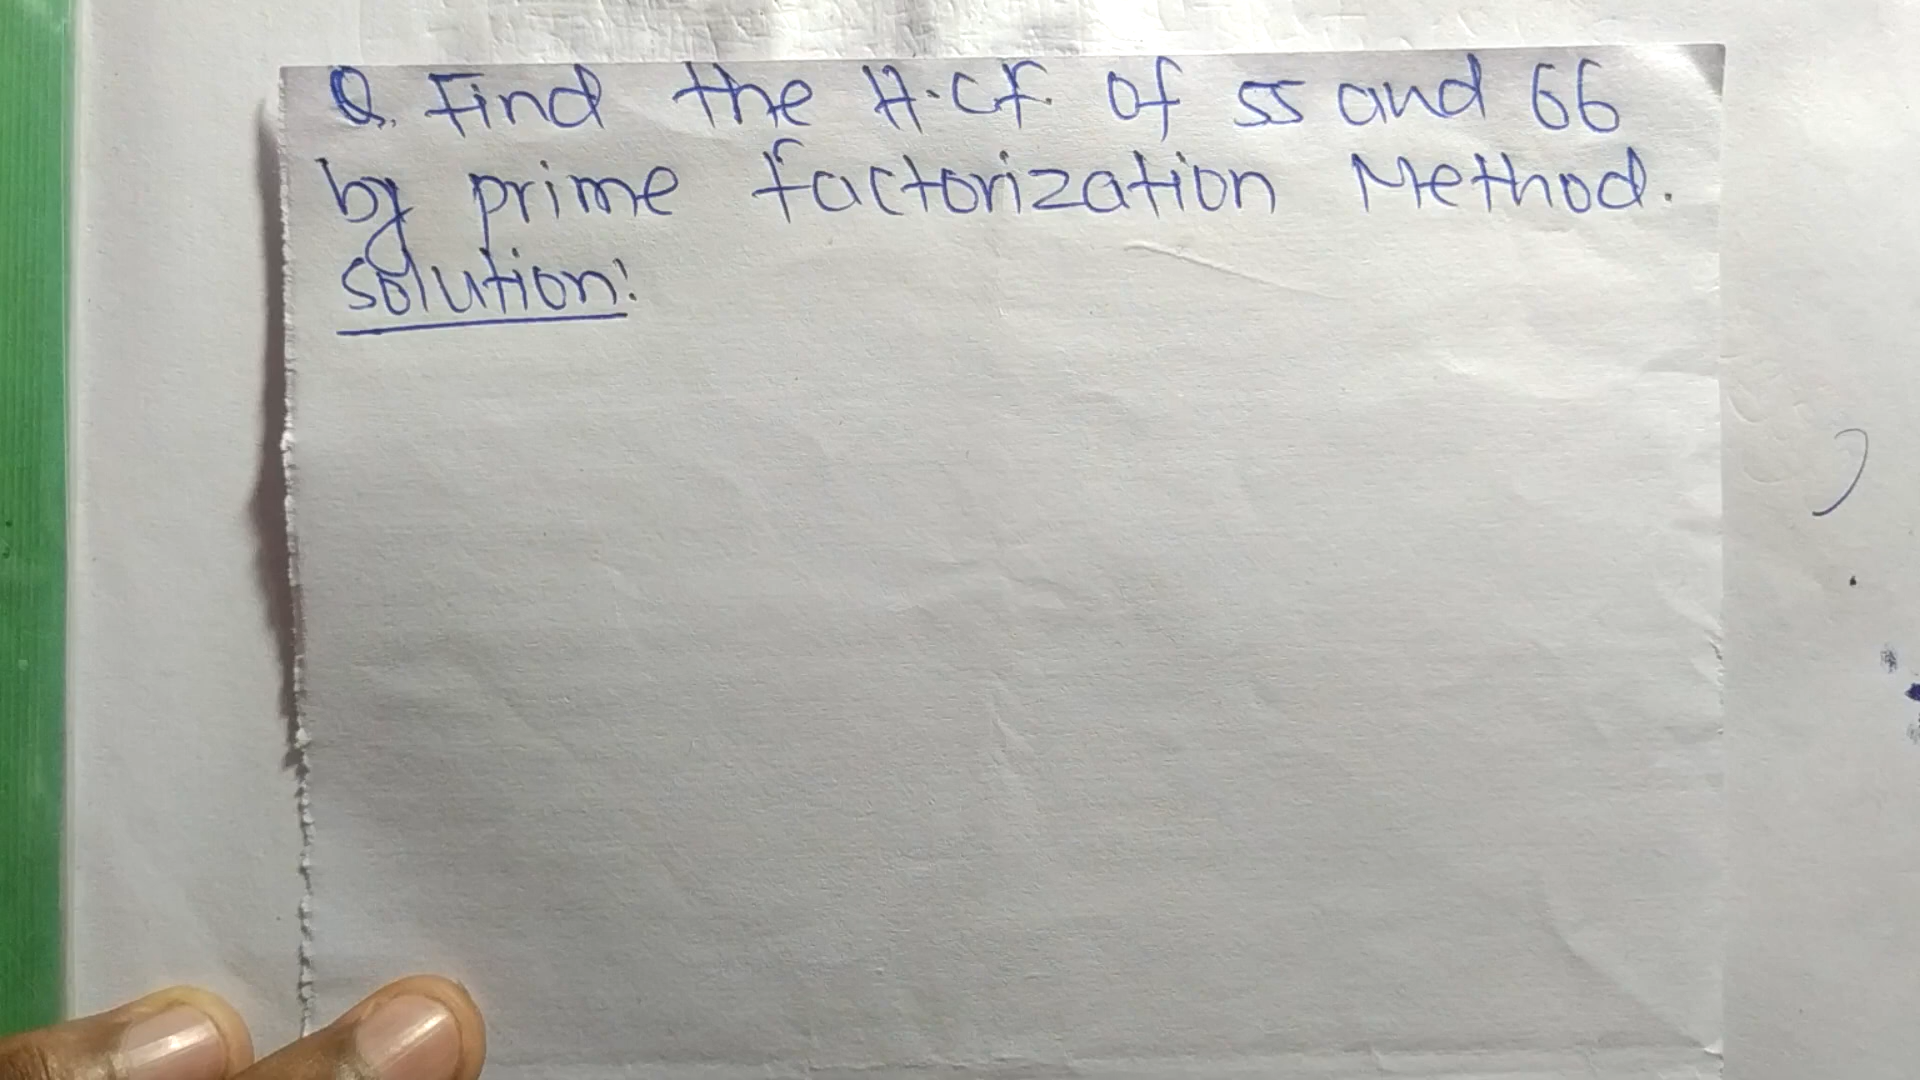 Q. Find the H.C.F. of 55 and 66
by prime factorization Method.
solution: